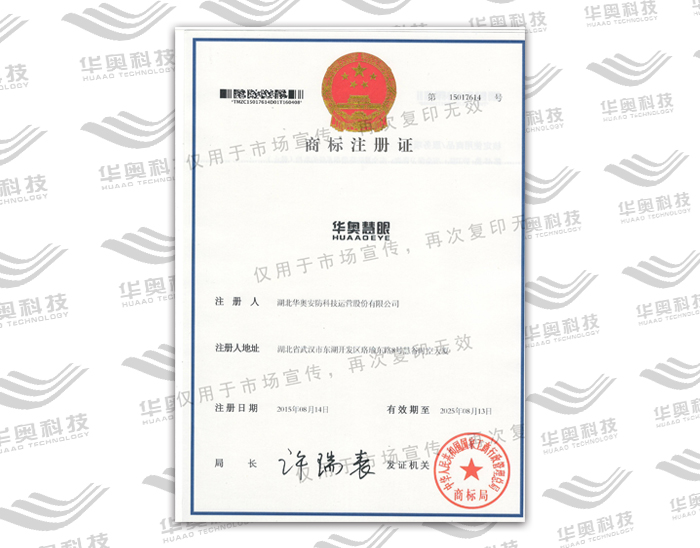 *TMZC15017614D01T160408*
第 15017614 号
商标注册证
华奥慧眼
HUAAOEYE
注册人 湖北华奥安防科技运营股份有限公司
注册人地址 湖北省武汉市东湖开发区珞瑜东路
注册日期 2015年08月14日 有效期至 2025年08月13日
局长 许瑞表 发证机关
中华人民共和国国家工商行政管理总局
商标局
仅用于市场宣传，再次复印无效
仅用于市场宣传，再次复印无效
仅用于市场宣传，再次复印无效
仅用于市场宣传，再次复
华奥科技
HUAAO TECHNOLOGY